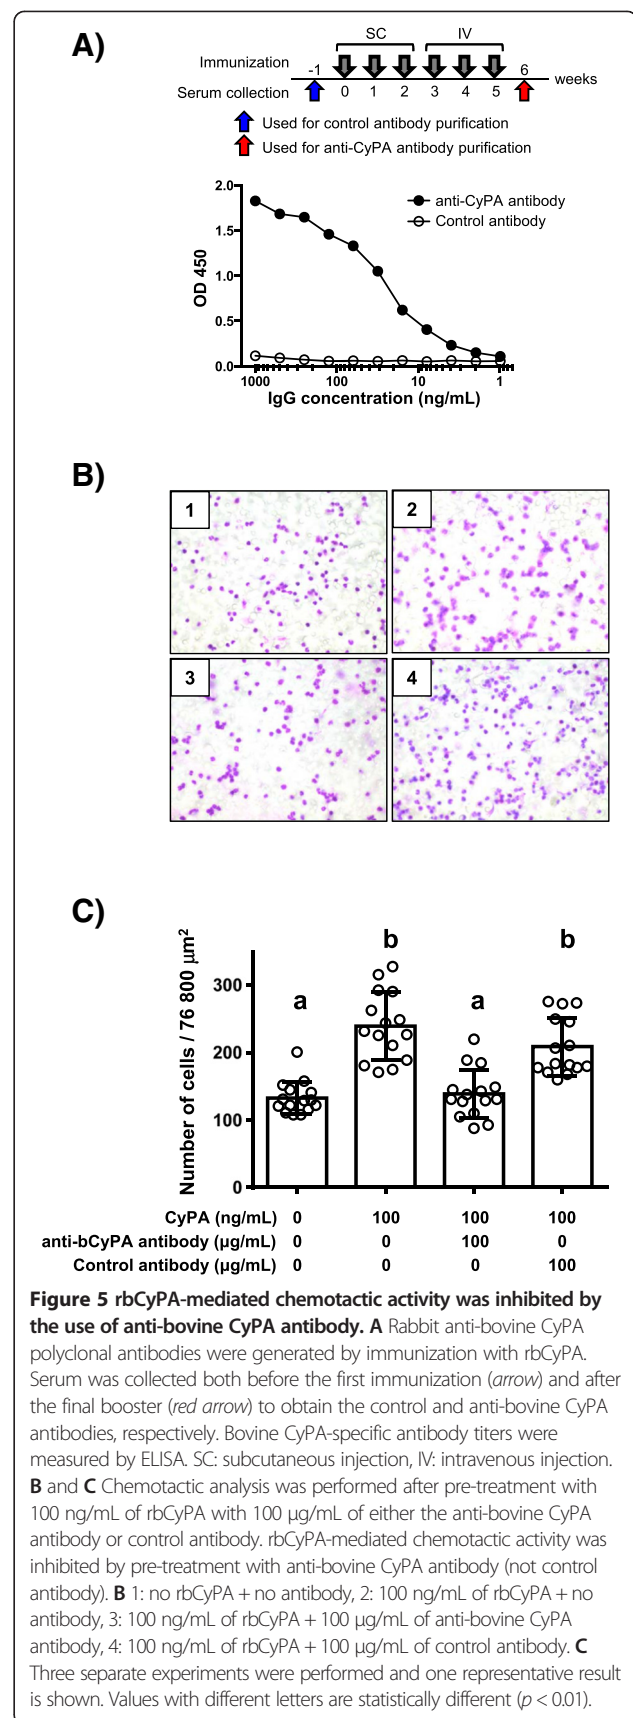 A)
SC IV
Immunization -1 6
weeks
Serum collection 0 1 2 3 4 5
Used for control antibody purification
Used for anti-CyPA antibody purification
2.0
1.5
1.0
0.5
0.0
OD 450
anti-CyPA antibody
Control antibody
1000 100 10 1
IgG concentration (ng/mL)
B)
1 2
3 4
C)
Number of cells / 76 800 μm²
300
200
100
0
a b a b
CyPA (ng/mL) 0 100 100 100
anti-bCyPA antibody (μg/mL) 0 0 100 0
Control antibody (μg/mL) 0 0 0 100
Figure 5 rbCyPA-mediated chemotactic activity was inhibited by
the use of anti-bovine CyPA antibody. A Rabbit anti-bovine CyPA
polyclonal antibodies were generated by immunization with rbCyPA.
Serum was collected both before the first immunization (arrow) and after
the final booster (red arrow) to obtain the control and anti-bovine CyPA
antibodies, respectively. Bovine CyPA-specific antibody titers were
measured by ELISA. SC: subcutaneous injection, IV: intravenous injection.
B and C Chemotactic analysis was performed after pre-treatment with
100 ng/mL of rbCyPA with 100 μg/mL of either the anti-bovine CyPA
antibody or control antibody. rbCyPA-mediated chemotactic activity was
inhibited by pre-treatment with anti-bovine CyPA antibody (not control
antibody). B 1: no rbCyPA + no antibody, 2: 100 ng/mL of rbCyPA + no
antibody, 3: 100 ng/mL of rbCyPA + 100 μg/mL of anti-bovine CyPA
antibody, 4: 100 ng/mL of rbCyPA + 100 μg/mL of control antibody. C
Three separate experiments were performed and one representative result
is shown. Values with different letters are statistically different (p < 0.01).